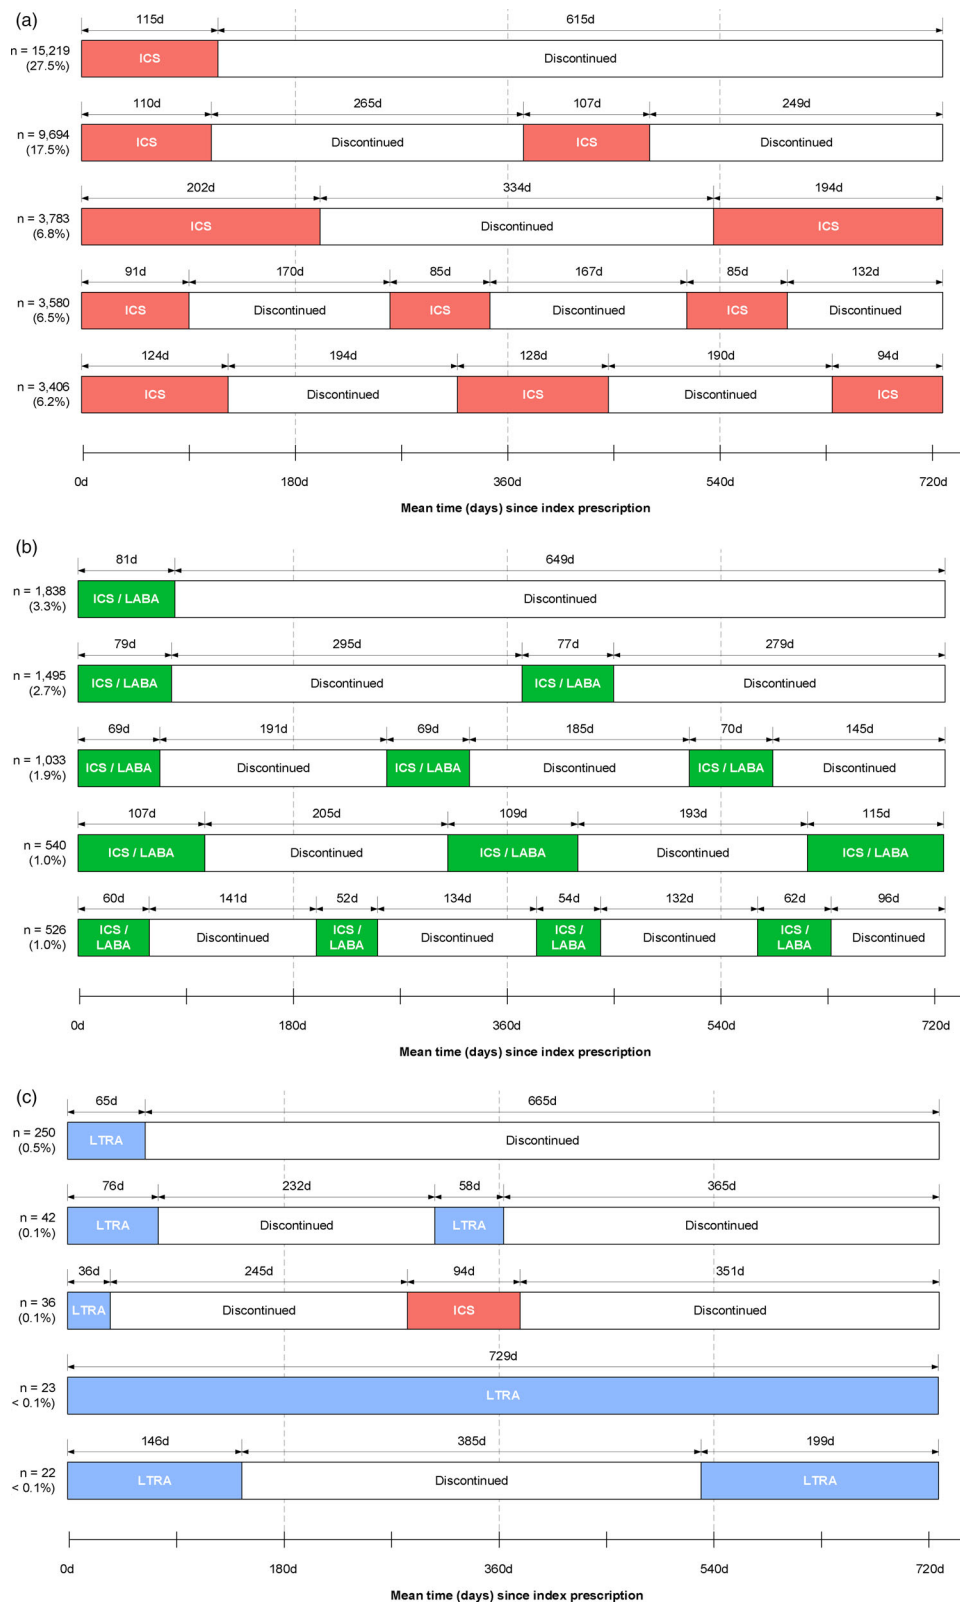 (a)
115d 615d
n = 15,219
(27.5%)
ICS Discontinued
110d 265d 107d 249d
n = 9,694
(17.5%)
ICS Discontinued ICS Discontinued
202d 334d 194d
n = 3,783
(6.8%)
ICS Discontinued ICS
91d 170d 85d 167d 85d 132d
n = 3,580
(6.5%)
ICS Discontinued ICS Discontinued ICS Discontinued
124d 194d 128d 190d 94d
n = 3,406
(6.2%)
ICS Discontinued ICS Discontinued ICS
0d 180d 360d 540d 720d
Mean time (days) since index prescription
(b)
81d 649d
n = 1,838
(3.3%)
ICS / LABA Discontinued
79d 295d 77d 279d
n = 1,495
(2.7%)
ICS / LABA Discontinued ICS / LABA Discontinued
69d 191d 69d 185d 70d 145d
n = 1,033
(1.9%)
ICS / LABA Discontinued ICS / LABA Discontinued ICS / LABA Discontinued
107d 205d 109d 193d 115d
n = 540
(1.0%)
ICS / LABA Discontinued ICS / LABA Discontinued ICS / LABA
60d 141d 52d 134d 54d 132d 62d 96d
n = 526
(1.0%)
ICS /
LABA
Discontinued
ICS /
LABA
Discontinued
ICS /
LABA
Discontinued
ICS /
LABA
Discontinued
0d 180d 360d 540d 720d
Mean time (days) since index prescription
(c)
65d 665d
n = 250
(0.5%)
LTRA Discontinued
76d 232d 58d 365d
n = 42
(0.1%)
LTRA Discontinued LTRA Discontinued
36d 245d 94d 351d
n = 36
(0.1%)
LTRA Discontinued ICS Discontinued
729d
n = 23
< 0.1%)
LTRA
146d 385d 199d
n = 22
< 0.1%)
LTRA Discontinued LTRA
0d 180d 360d 540d 720d
Mean time (days) since index prescription